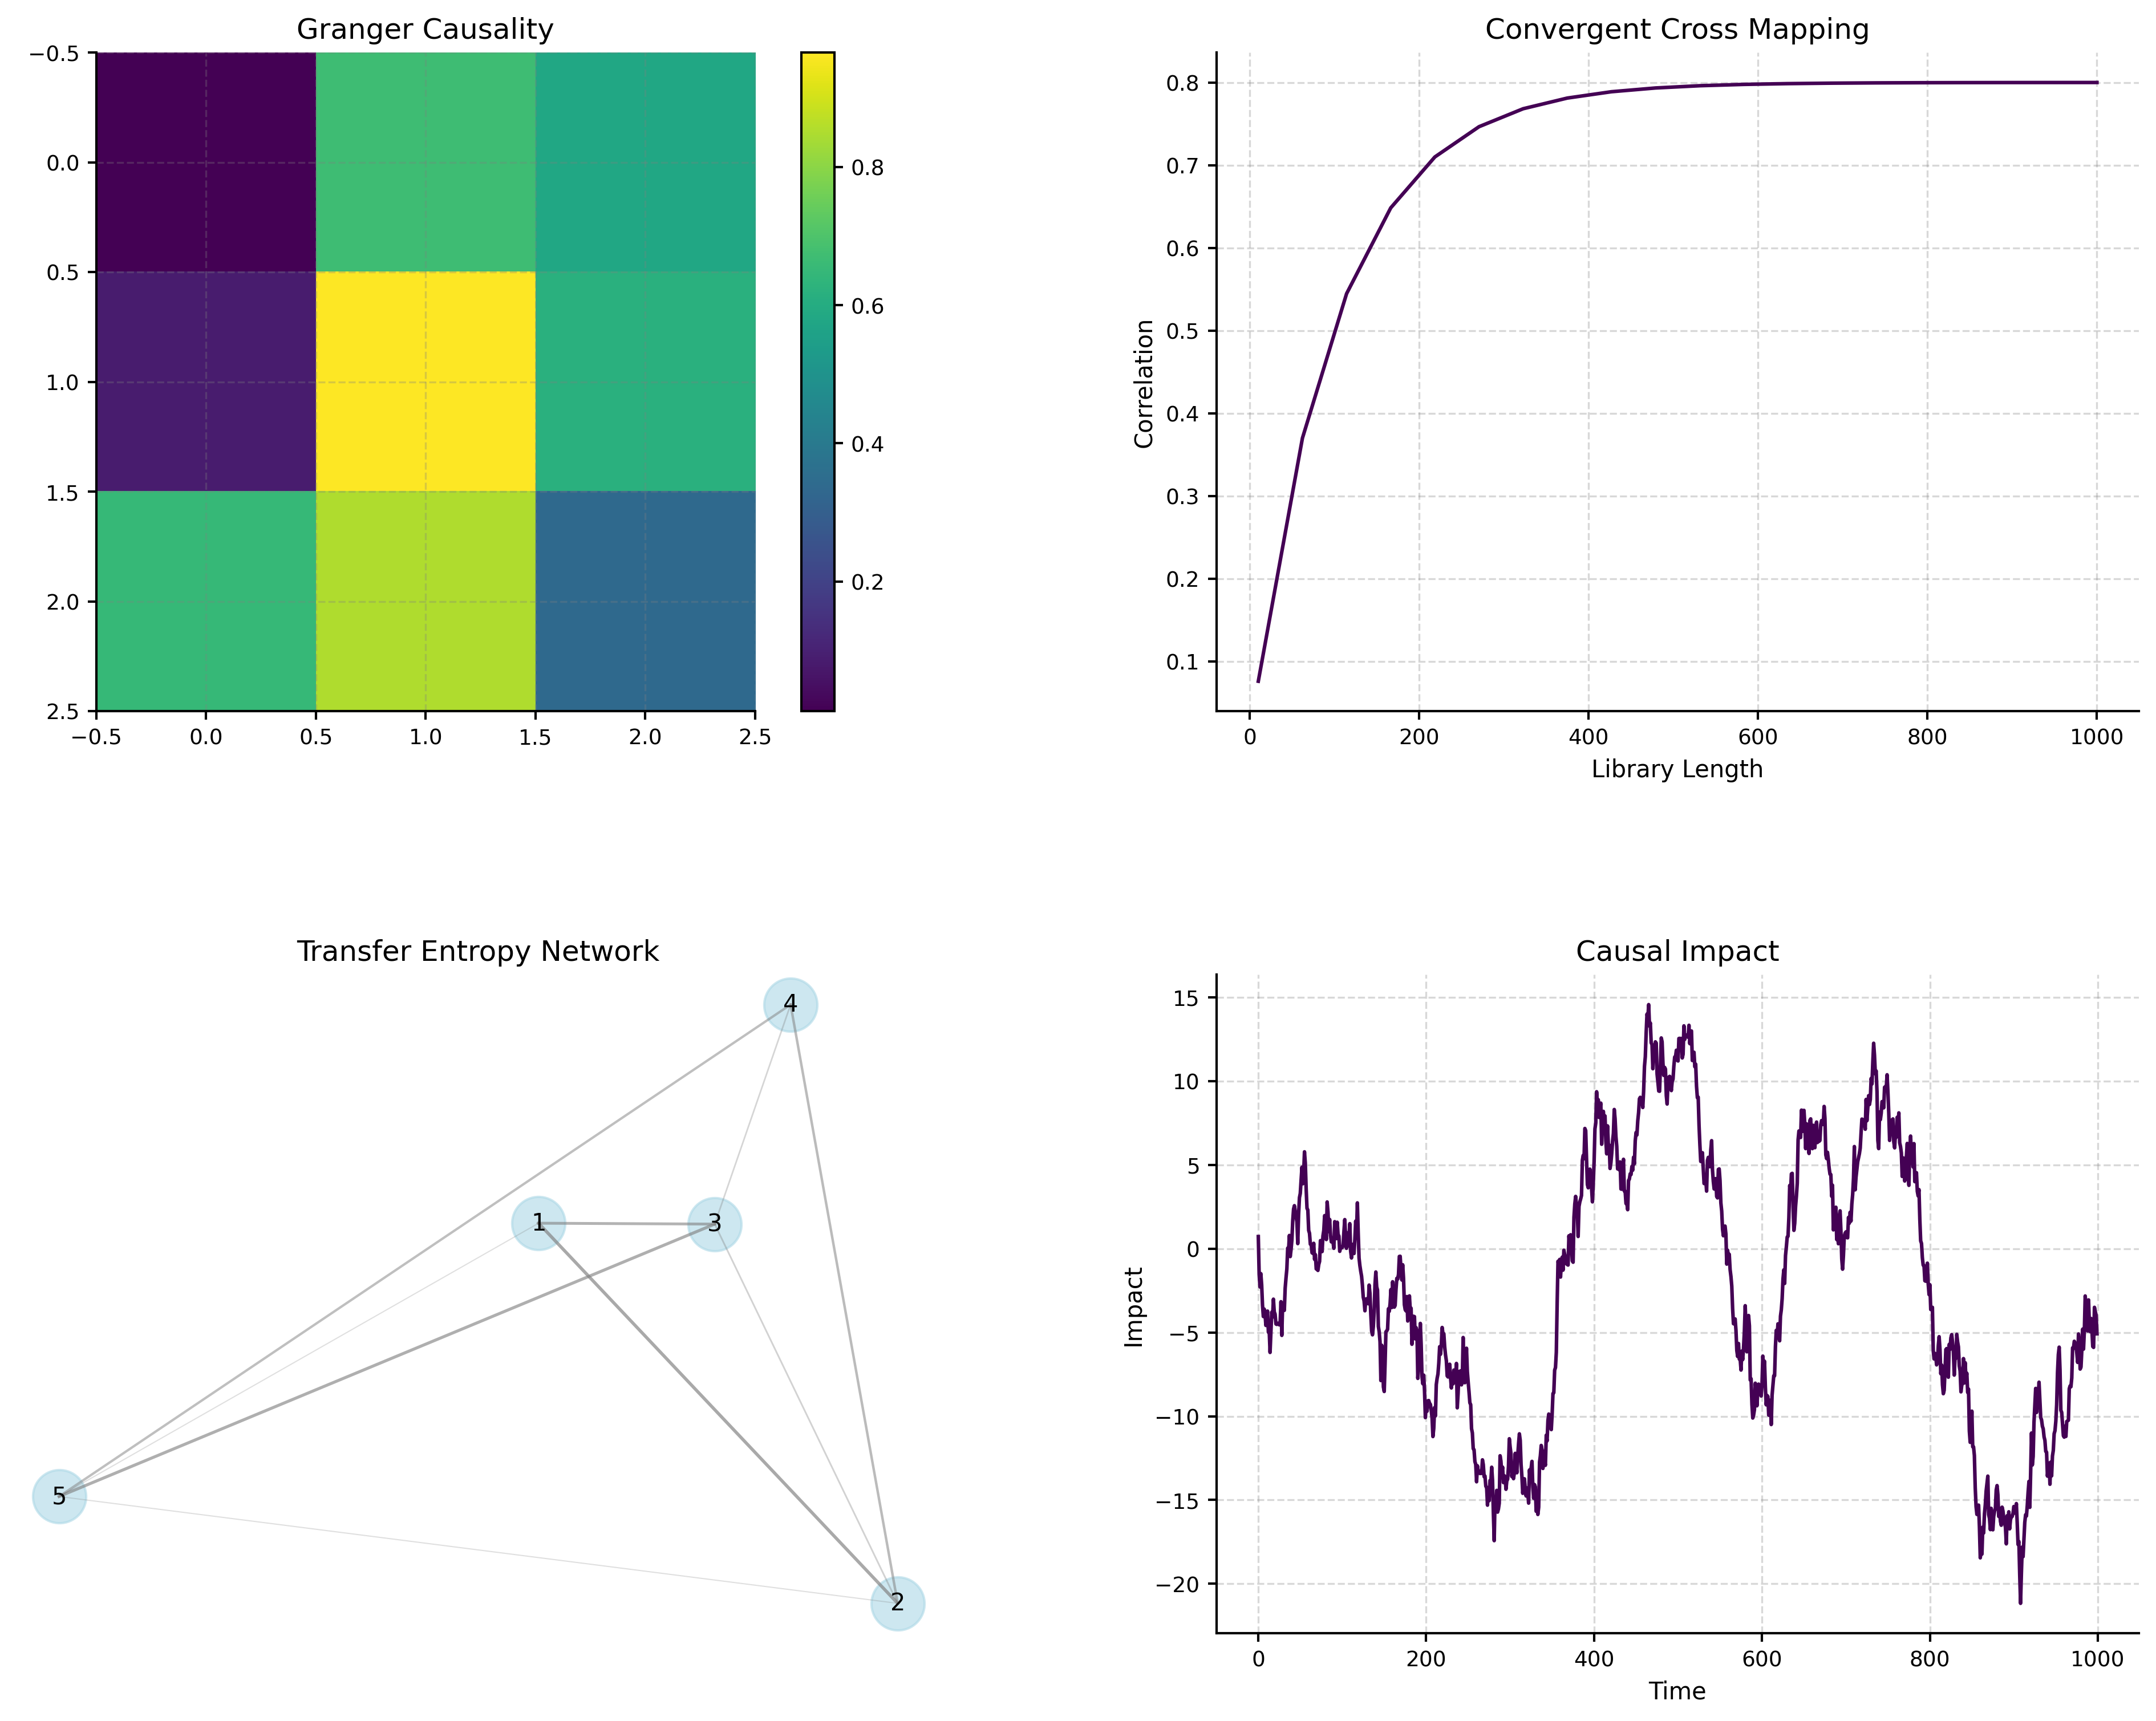 Granger Causality
−0.5
0.0
0.5
1.0
1.5
2.0
2.5
−0.5 0.0 0.5 1.0 1.5 2.0 2.5
0.8
0.6
0.4
0.2
Convergent Cross Mapping
Correlation
0.8
0.7
0.6
0.5
0.4
0.3
0.2
0.1
0 200 400 600 800 1000
Library Length
Transfer Entropy Network
4
1 3
5
2
Causal Impact
Impact
15
10
5
0
−5
−10
−15
−20
0 200 400 600 800 1000
Time